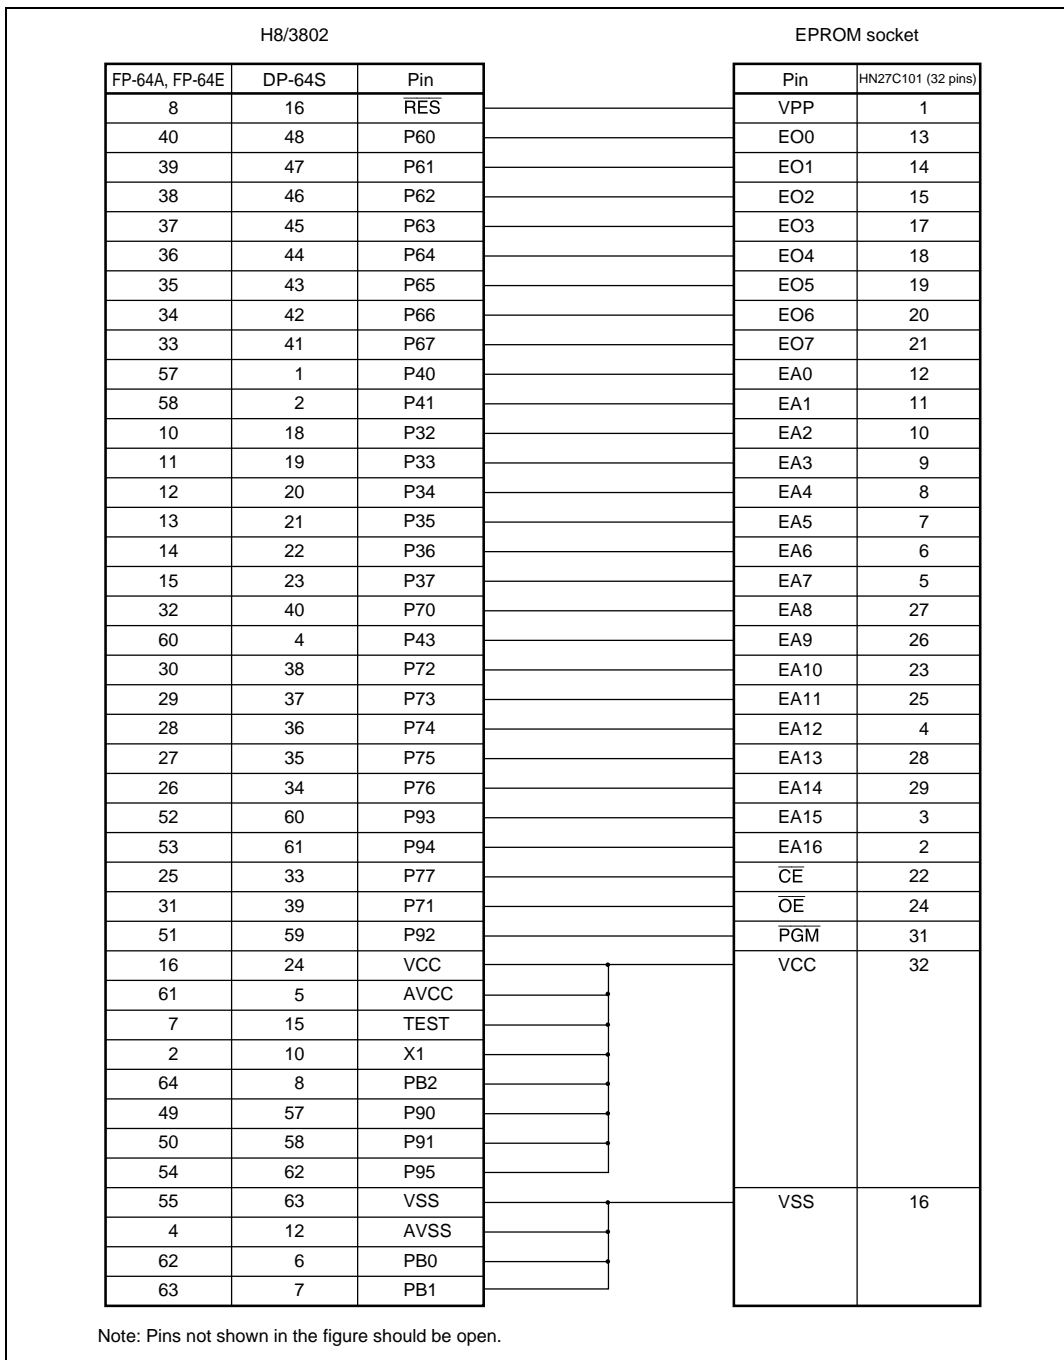 H8/3802 EPROM socket
FP-64A, FP-64E DP-64S Pin Pin HN27C101 (32 pins)
8 16 R̅E̅S̅ VPP 1
40 48 P60 EO0 13
39 47 P61 EO1 14
38 46 P62 EO2 15
37 45 P63 EO3 17
36 44 P64 EO4 18
35 43 P65 EO5 19
34 42 P66 EO6 20
33 41 P67 EO7 21
57 1 P40 EA0 12
58 2 P41 EA1 11
10 18 P32 EA2 10
11 19 P33 EA3 9
12 20 P34 EA4 8
13 21 P35 EA5 7
14 22 P36 EA6 6
15 23 P37 EA7 5
32 40 P70 EA8 27
60 4 P43 EA9 26
30 38 P72 EA10 23
29 37 P73 EA11 25
28 36 P74 EA12 4
27 35 P75 EA13 28
26 34 P76 EA14 29
52 60 P93 EA15 3
53 61 P94 EA16 2
25 33 P77 C̅E̅ 22
31 39 P71 O̅E̅ 24
51 59 P92 P̅G̅M̅ 31
16 24 VCC VCC 32
61 5 AVCC
7 15 TEST
2 10 X1
64 8 PB2
49 57 P90
50 58 P91
54 62 P95
55 63 VSS VSS 16
4 12 AVSS
62 6 PB0
63 7 PB1
Note: Pins not shown in the figure should be open.